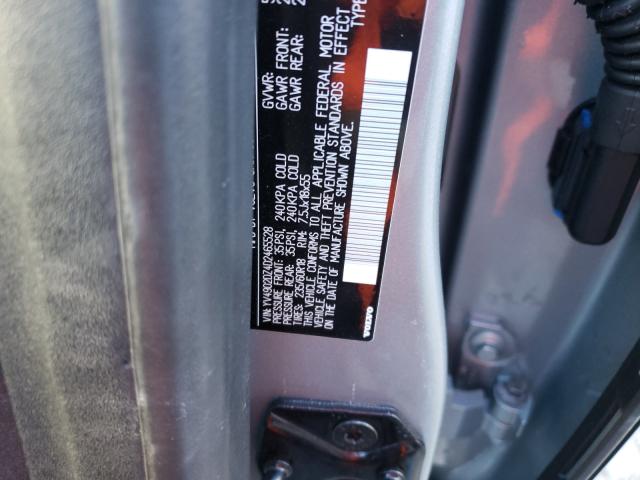 GVWR:
GAWR FRONT:
GAWR REAR:
VIN: YV4902DZ4D2465528
PRESSURE FRONT: 35PSI, 240KPA COLD
PRESSURE REAR: 35PSI, 240KPA COLD
TIRES: 235/60R18 RIM: 7,5Jx18x55
THIS VEHICLE CONFORMS TO ALL APPLICABLE FEDERAL MOTOR
VEHICLE SAFETY AND THEFT PREVENTION STANDARDS IN EFFECT
ON THE DATE OF MANUFACTURE SHOWN ABOVE.
TYPE
VOLVO